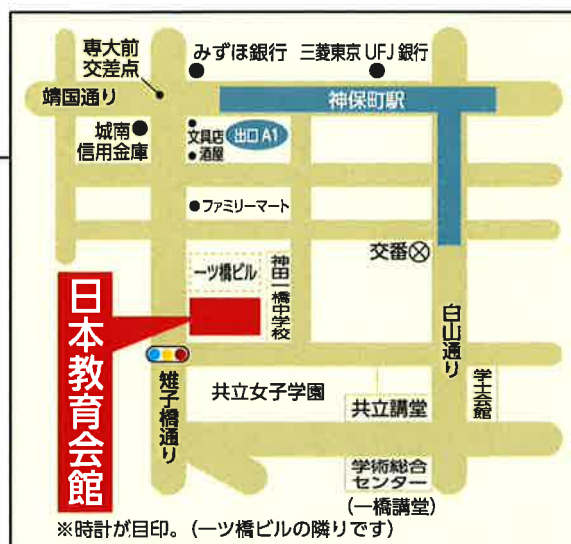 専大前
交差点
みずほ銀行
三菱東京UFJ銀行
靖国通り
神保町駅
城南
信用金庫
文具店
酒屋
出口 A1
ファミリーマート
一ツ橋ビル
神田一橋中学校
交番
日本教育会館
白山通り
雉子橋通り
共立女子学園
共立講堂
学士会館
学術総合
センター
(一橋講堂)
※時計が目印。(一ツ橋ビルの隣りです)